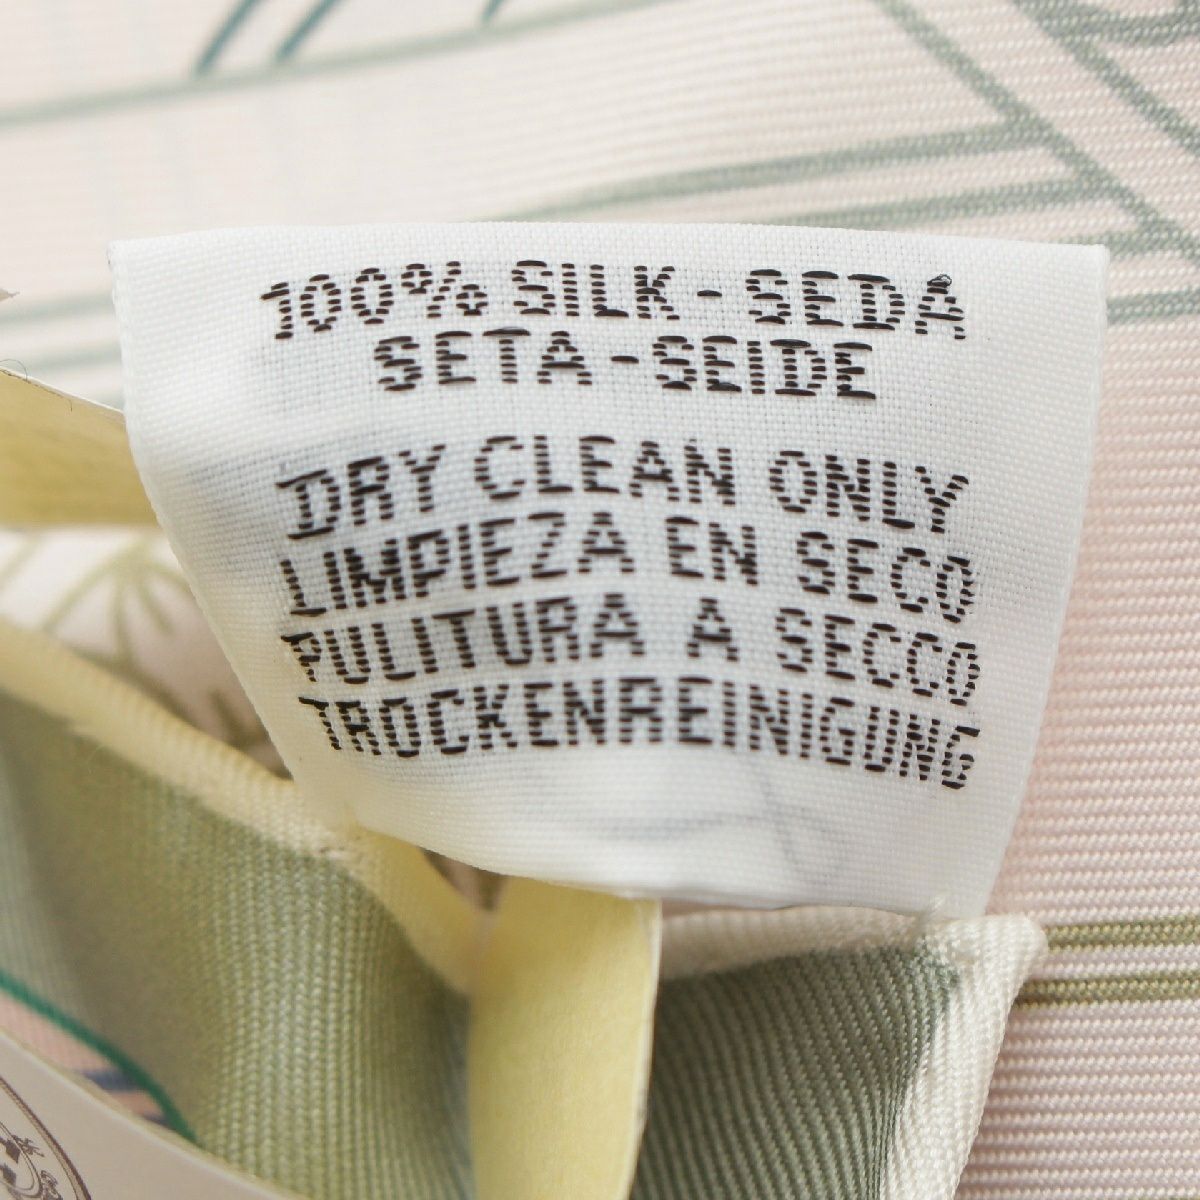 100% SILK - SEDA
SETA - SEIDE
DRY CLEAN ONLY
LIMPIEZA EN SECO
PULITURA A SECCO
TROCKENREINIGUNG